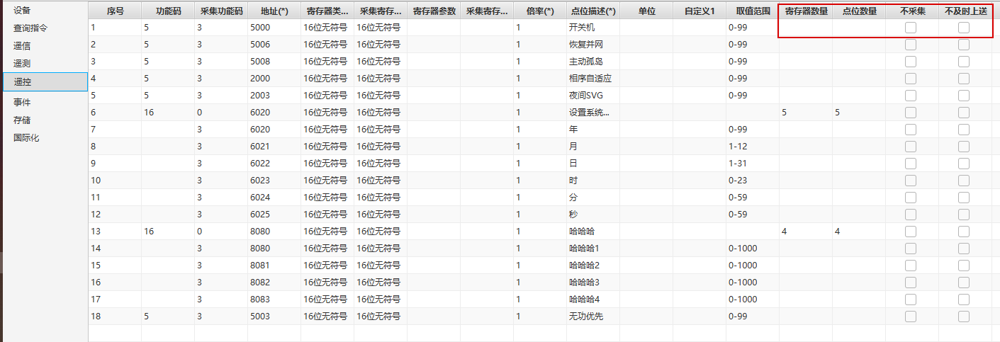 设备
查询指令
遥信
遥测
遥控
事件
存储
国际化
序号 功能码 采集功能码 地址(*) 寄存器类... 采集寄存... 寄存器参数 采集寄存... 倍率(*) 点位描述(*) 单位 自定义1 取值范围 寄存器数量 点位数量 不采集 不及时上送
1 5 3 5000 16位无符号 16位无符号 1 开关机 0-99
2 5 3 5006 16位无符号 16位无符号 1 恢复并网 0-99
3 5 3 5008 16位无符号 16位无符号 1 主动孤岛 0-99
4 5 3 2000 16位无符号 16位无符号 1 相序自适应 0-99
5 5 3 2003 16位无符号 16位无符号 1 夜间SVG 0-99
6 16 0 6020 16位无符号 16位无符号 1 设置系统... 5 5
7 3 6020 16位无符号 16位无符号 1 年 0-99
8 3 6021 16位无符号 16位无符号 1 月 1-12
9 3 6022 16位无符号 16位无符号 1 日 1-31
10 3 6023 16位无符号 16位无符号 1 时 0-23
11 3 6024 16位无符号 16位无符号 1 分 0-59
12 3 6025 16位无符号 16位无符号 1 秒 0-59
13 16 0 8080 16位无符号 16位无符号 1 哈哈哈 4 4
14 3 8080 16位无符号 16位无符号 1 哈哈哈1 0-1000
15 3 8081 16位无符号 16位无符号 1 哈哈哈2 0-1000
16 3 8082 16位无符号 16位无符号 1 哈哈哈3 0-1000
17 3 8083 16位无符号 16位无符号 1 哈哈哈4 0-1000
18 5 3 5003 16位无符号 16位无符号 1 无功优先 0-99